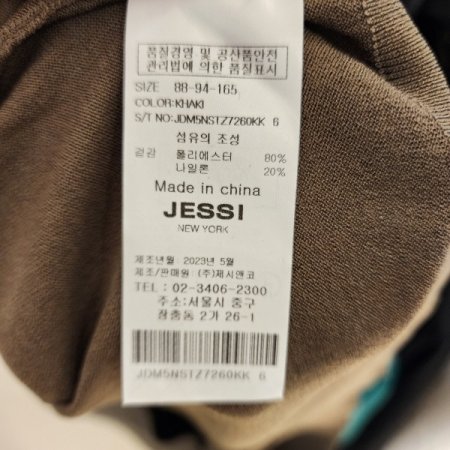 품질경영 및 공산품안전
관리법에 의한 품질표시
SIZE 88-94-165
COLOR:KHAKI
S/T NO:JDM5NSTZ7260KK 6
섬유의 조성
겉감 폴리에스터 80%
나일론 20%
Made in china
JESSI
NEW YORK
제조년월 2023년 5월
제조/판매원 (주)제시앤코
TEL : 02-3406-2300
주소:서울시 중구
장충동 2가 26-1
JDM5NSTZ7260KK 6